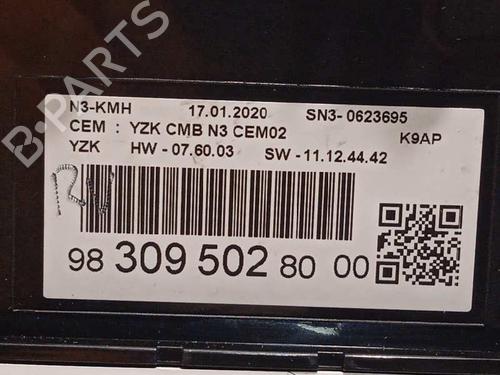 N3-KMH 17.01.2020 SN3- 0623695
CEM : YZK CMB N3 CEM02 K9AP
YZK HW - 07.60.03 SW - 11.12.44.42
98 309 502 80 00
B-PARTS